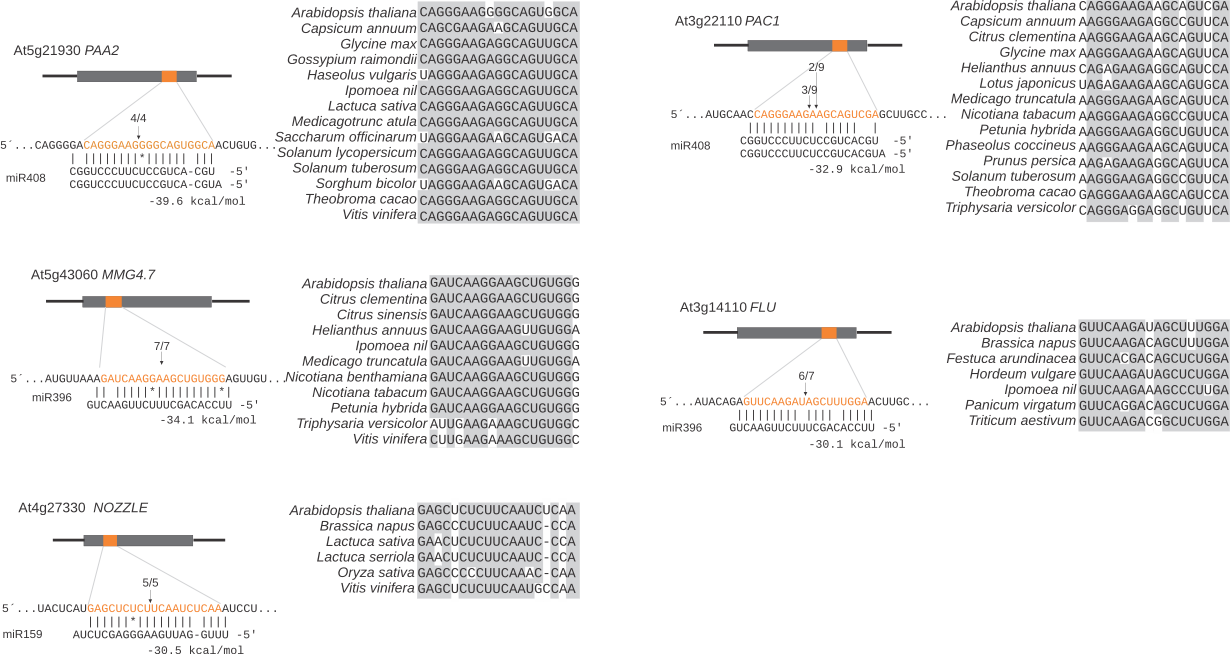 At5g21930 PAA2
4/4
5´...CAGGGGACAGGGAAGGGGCAGUGGCAACUGUG...
| |||||||*|||||| |||
miR408
CGGUCCCUUCUCCGUCA-CGU -5'
CGGUCCCUUCUCCGUCA-CGUA -5'
-39.6 kcal/mol
Arabidopsis thaliana CAGGGAAGGGGCAGUGGCA
Capsicum annuum CAGCGAAGAAGCAGUUGCA
Glycine max CAGGGAAGAGGCAGUUGCA
Gossypium raimondii CAGGGAAGAGGCAGUUGCA
Haseolus vulgaris UAGGGAAGAGGCAGUUGCA
Ipomoea nil CAGGGAAGAGGCAGUUGCA
Lactuca sativa CAGGGAAGAGGCAGUUGCA
Medicagotrunc atula CAGGGAAGAGGCAGUUGCA
Saccharum officinarum UAGGGAAGAAGCAGUGACA
Solanum lycopersicum CAGGGAAGAGGCAGUUGCA
Solanum tuberosum CAGGGAAGAGGCAGUUGCA
Sorghum bicolor UAGGGAAGAAGCAGUGACA
Theobroma cacao CAGGGAAGAGGCAGUUGCA
Vitis vinifera CAGGGAAGAGGCAGUUGCA
At3g22110 PAC1
2/9
3/9
5´...AUGCAACCAGGGAAGAAGCAGUCGAGCUUGCC...
|||||||||| ||||| |
miR408
CGGUCCCUUCUCCGUCACGU -5'
CGGUCCCUUCUCCGUCACGUA -5'
-32.9 kcal/mol
Arabidopsis thaliana CAGGGAAGAAGCAGUCGA
Capsicum annuum AAGGGAAGAGGCCGUUCA
Citrus clementina AAGGGAAGAAGCAGUUCA
Glycine max AAGGGAAGAAGCAGUUCA
Helianthus annuus CAGAGAAGAGGCAGUCCA
Lotus japonicus UAGAGAAGAAGCAGUUCA
Medicago truncatula AAGGGAAGAAGCAGUUCA
Nicotiana tabacum AAGGGAAGAGGCCGUUCA
Petunia hybrida AAGGGAAGAAGCUGUUCA
Phaseolus coccineus AAGGGAAGAAGCAGUUCA
Prunus persica AAGAGAAGAAGCAGUUCA
Solanum tuberosum AAGGGAAGAAGCCGUUCA
Theobroma cacao GAGGGAAGAAGCAGUCCA
Triphysaria versicolor CAGGGAGGAGGCUGUUCA
At5g43060 MMG4.7
7/7
5´...AUGUUAAAGAUCAAGGAAGCUGUGGGAGUUGU...
|| |||||*|||||||||*|
miR396
GUCAAGUUCUUUCGACACCUU -5'
-34.1 kcal/mol
Arabidopsis thaliana GAUCAAGGAAGCUGUGGG
Citrus clementina GAUCAAGGAAGCUGUGGG
Citrus sinensis GAUCAAGGAAGCUGUGGG
Helianthus annuus GAUCAAGGAAGUUGUGGA
Ipomoea nil GAUCAAGGAAGCUGUGGG
Medicago truncatula GAUCAAGGAAGUUGUGGA
Nicotiana benthamiana GAUCAAGGAAGCUGUGGG
Nicotiana tabacum GAUCAAGGAAGCUGUGGG
Petunia hybrida GAUCAAGGAAGCUGUGGG
Triphysaria versicolor AUUGAAGAAAGCUGUGGC
Vitis vinifera CUUGAAGAAAGCUGUGGC
At3g14110 FLU
6/7
5´...AUACAGAGUUCAAGAUAGCUUUGGAACUUGC...
||||||||| |||| |||||
miR396
GUCAAGUUCUUUCGACACCUU -5'
-30.1 kcal/mol
Arabidopsis thaliana GUUCAAGAUAGCUUUGGA
Brassica napus GUUCAAGACAGCUUUGGA
Festuca arundinacea GUUCACGACAGCUCUGGA
Hordeum vulgare GUUCAAGAUAGCUCUGGA
Ipomoea nil GUUCAAGAAAGCCCUUGA
Panicum virgatum GUUCAGGACAGCUCUGGA
Triticum aestivum GUUCAAGACGGCUCUGGA
At4g27330 NOZZLE
5/5
5´...UACUCAUGAGCUCUCUUCAAUCUCAAAUCCU...
||||||*|||||||| ||||
miR159
AUCUCGAGGGAAGUUAG-GUUU -5'
-30.5 kcal/mol
Arabidopsis thaliana GAGCUCUCUUCAAUCUCAA
Brassica napus GAGCCCUCUUCAAUC-CCA
Lactuca sativa GAACUCUCUUCAAUC-CCA
Lactuca serriola GAACUCUCUUCAAUC-CCA
Oryza sativa GAGCCCCCUUCAAAC-CAA
Vitis vinifera GAGCUCUCUUCAAUGCCAA